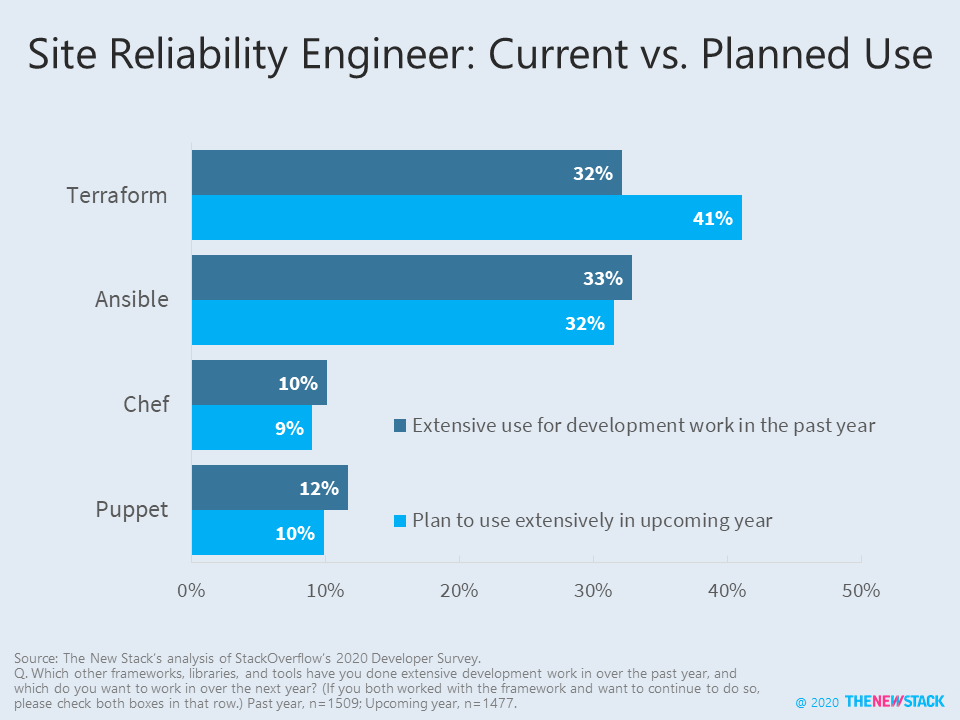 Site Reliability Engineer: Current vs. Planned Use
Terraform
32%
41%
Ansible
33%
32%
Chef
10%
9%
Puppet
12%
10%
Extensive use for development work in the past year
Plan to use extensively in upcoming year
0% 10% 20% 30% 40% 50%
Source: The New Stack's analysis of StackOverflow's 2020 Developer Survey.
Q. Which other frameworks, libraries, and tools have you done extensive development work in over the past year, and
which do you want to work in over the next year? (If you both worked with the framework and want to continue to do so,
please check both boxes in that row.) Past year, n=1509; Upcoming year, n=1477.
@ 2020 THENEWSTACK